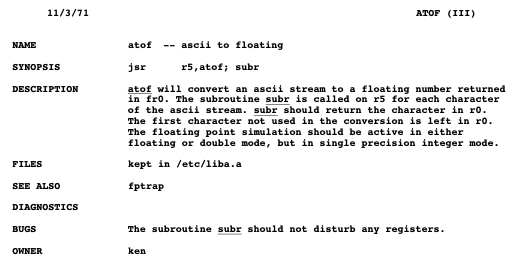 11/3/71 ATOF (III)
NAME atof -- ascii to floating
SYNOPSIS jsr r5,atof; subr
DESCRIPTION atof will convert an ascii stream to a floating number returned
in fr0. The subroutine subr is called on r5 for each character
of the ascii stream. subr should return the character in r0.
The first character not used in the conversion is left in r0.
The floating point simulation should be active in either
floating or double mode, but in single precision integer mode.
FILES kept in /etc/liba.a
SEE ALSO fptrap
DIAGNOSTICS
BUGS The subroutine subr should not disturb any registers.
OWNER ken